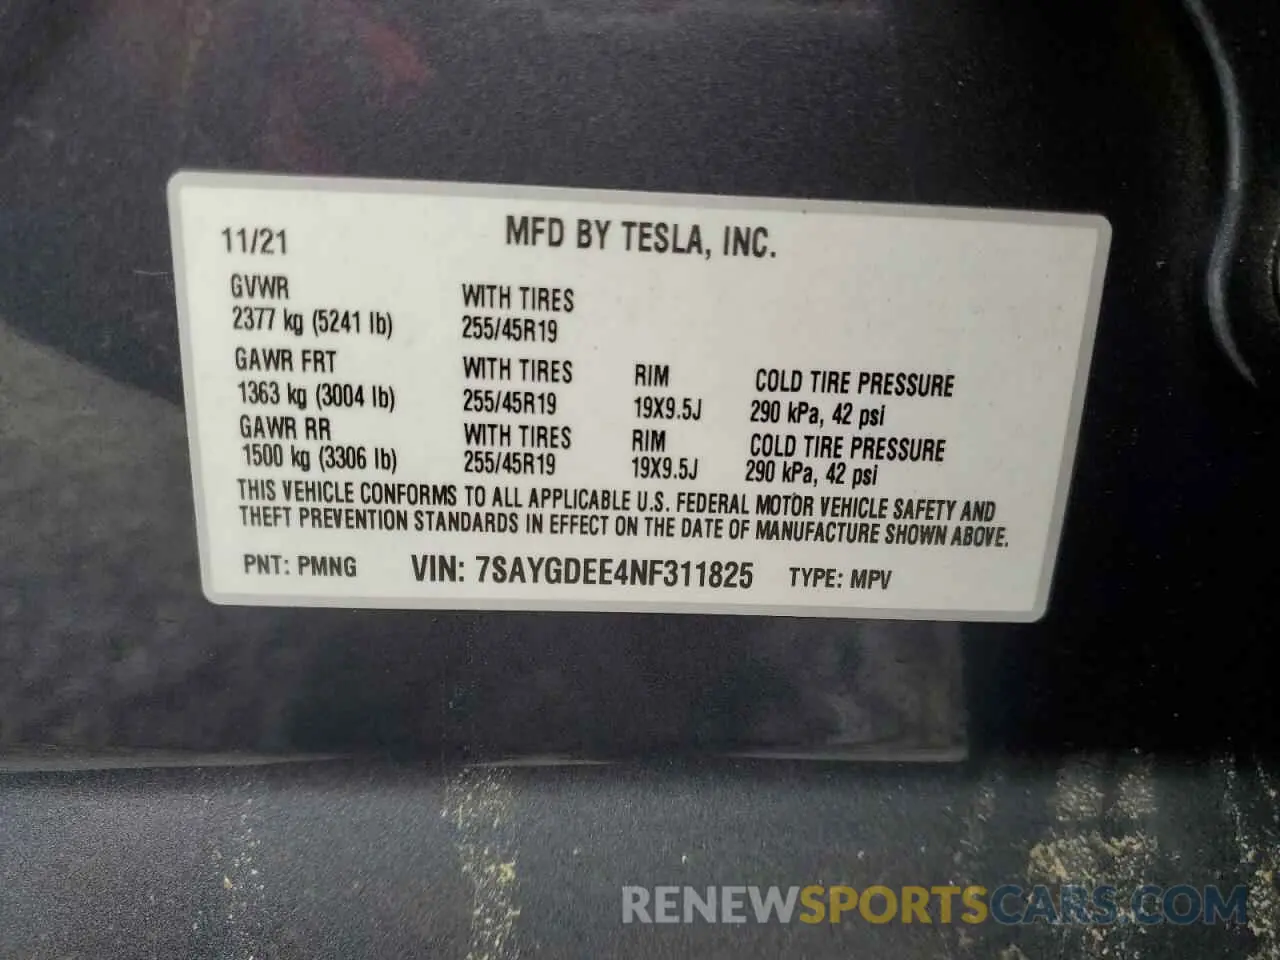 11/21 MFD BY TESLA, INC.
GVWR WITH TIRES
2377 kg (5241 lb) 255/45R19
GAWR FRT WITH TIRES RIM COLD TIRE PRESSURE
1363 kg (3004 lb) 255/45R19 19X9.5J 290 kPa, 42 psi
GAWR RR WITH TIRES RIM COLD TIRE PRESSURE
1500 kg (3306 lb) 255/45R19 19X9.5J 290 kPa, 42 psi
THIS VEHICLE CONFORMS TO ALL APPLICABLE U.S. FEDERAL MOTOR VEHICLE SAFETY AND
THEFT PREVENTION STANDARDS IN EFFECT ON THE DATE OF MANUFACTURE SHOWN ABOVE.
PNT: PMNG VIN: 7SAYGDEE4NF311825 TYPE: MPV
RENEWSPORTSCARS.COM